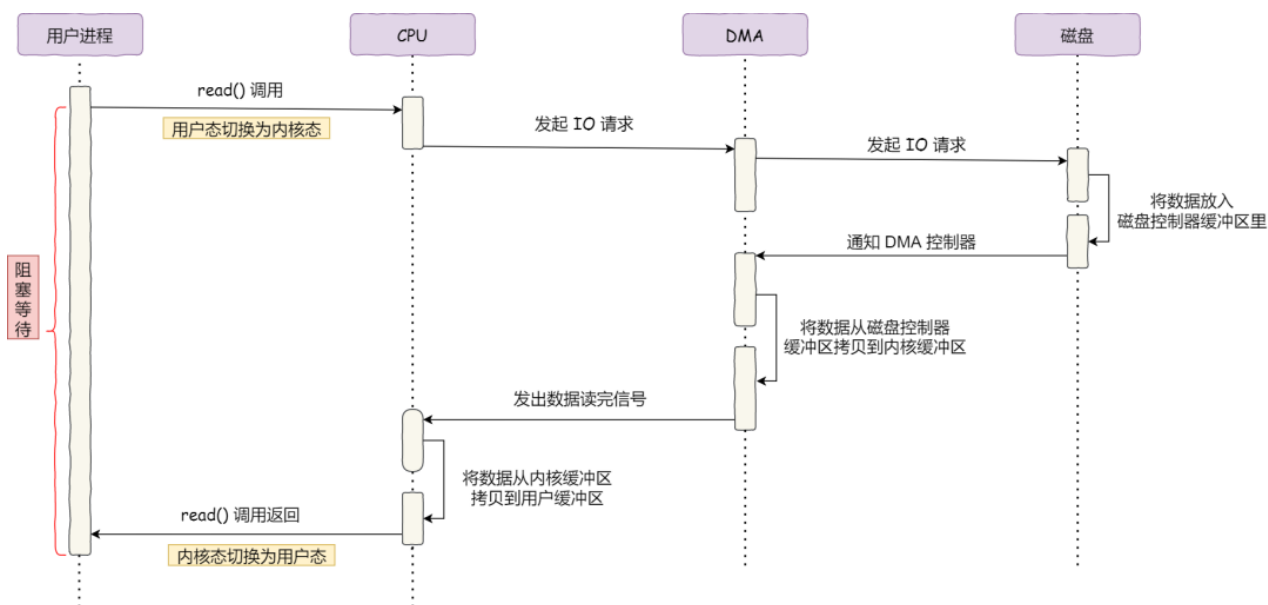 用户进程
CPU
DMA
磁盘
read() 调用
用户态切换为内核态
发起 IO 请求
发起 IO 请求
将数据放入
磁盘控制器缓冲区里
通知 DMA 控制器
阻塞等待
将数据从磁盘控制器
缓冲区拷贝到内核缓冲区
发出数据读完信号
将数据从内核缓冲区
拷贝到用户缓冲区
read() 调用返回
内核态切换为用户态